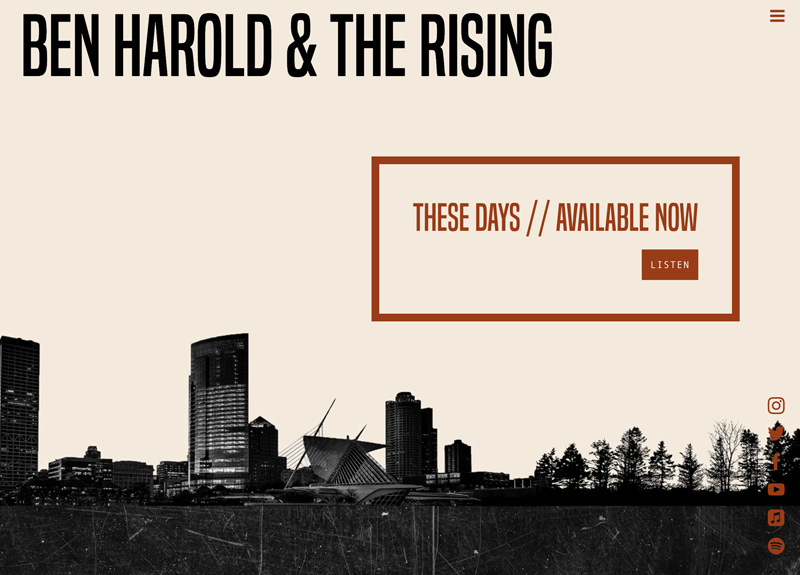 BEN HAROLD & THE RISING
THESE DAYS // AVAILABLE NOW
LISTEN